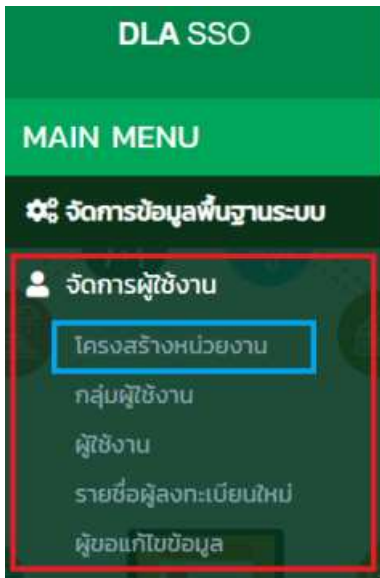 DLA SSO
MAIN MENU
จัดการข้อมูลพื้นฐานระบบ
จัดการผู้ใช้งาน
โครงสร้างหน่วยงาน
กลุ่มผู้ใช้งาน
ผู้ใช้งาน
รายชื่อผู้ลงทะเบียนใหม่
ผู้ขอแก้ไขข้อมูล